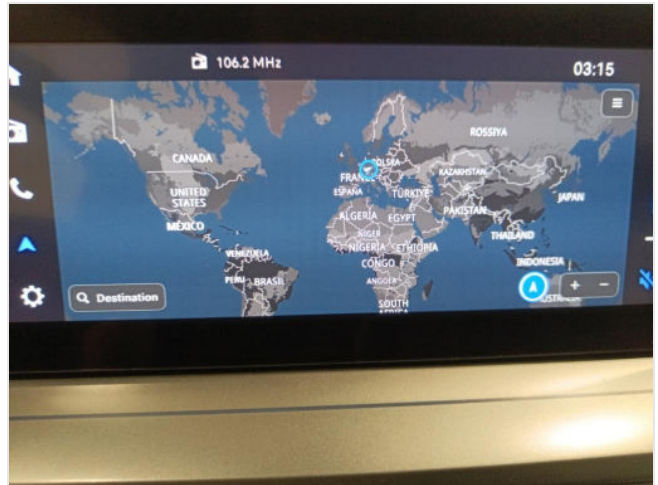 106.2 MHz
03:15
ROSSIYA
CANADA
POLSKA
KAZAKHSTAN
FRANCE
UNITED
STATES
ESPAÑA
TÜRKIYE
JAPAN
PAKISTAN
ALGERIA
EGYPT
MÉXICO
NIGER
THAILAND
NIGERIA
ETHIOPIA
VENEZUELA
CONGO
INDONESIA
PERU
BRASIL
ANGOLA
Destination
SOUTH
AFRICA